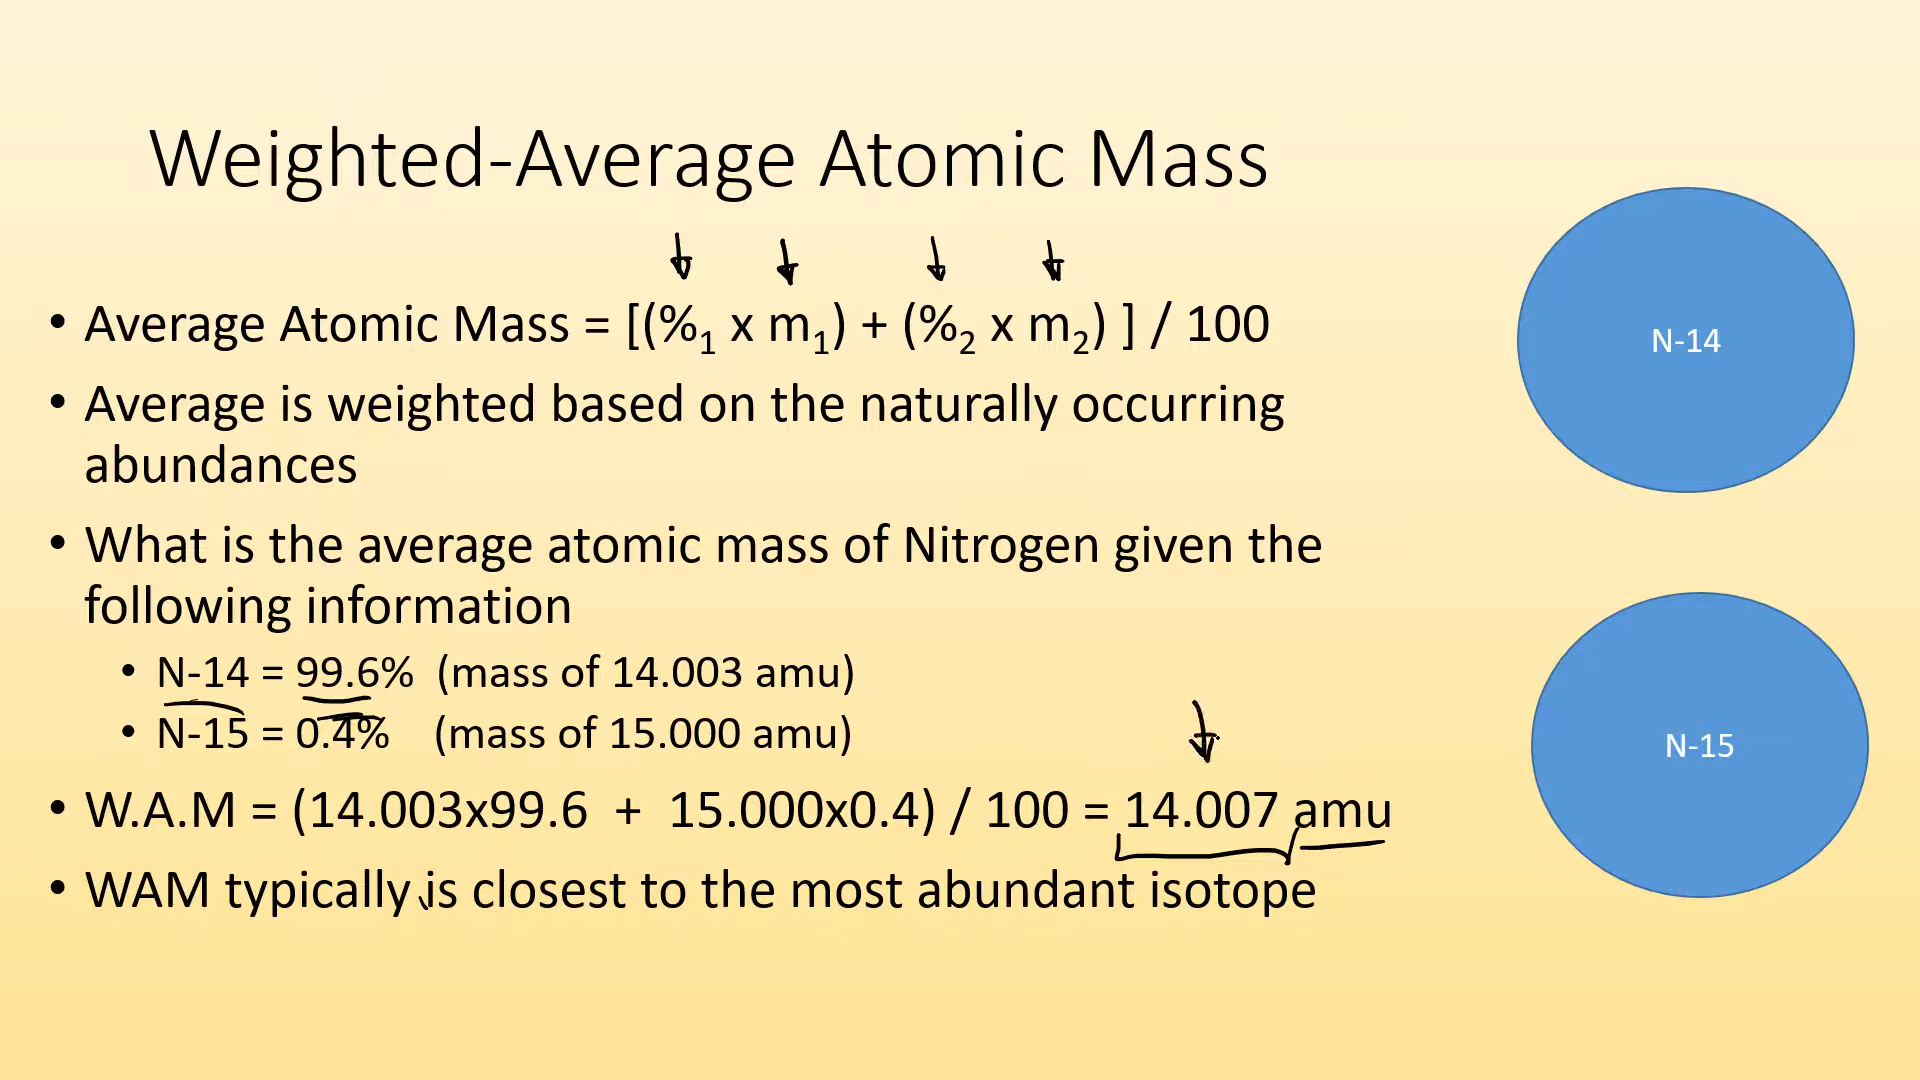 Weighted-Average Atomic Mass
• Average Atomic Mass = [(%₁ x m₁) + (%₂ x m₂) ] / 100
• Average is weighted based on the naturally occurring
abundances
• What is the average atomic mass of Nitrogen given the
following information
• N-14 = 99.6% (mass of 14.003 amu)
• N-15 = 0.4% (mass of 15.000 amu)
• W.A.M = (14.003x99.6 + 15.000x0.4) / 100 = 14.007 amu
• WAM typically is closest to the most abundant isotope
N-14
N-15